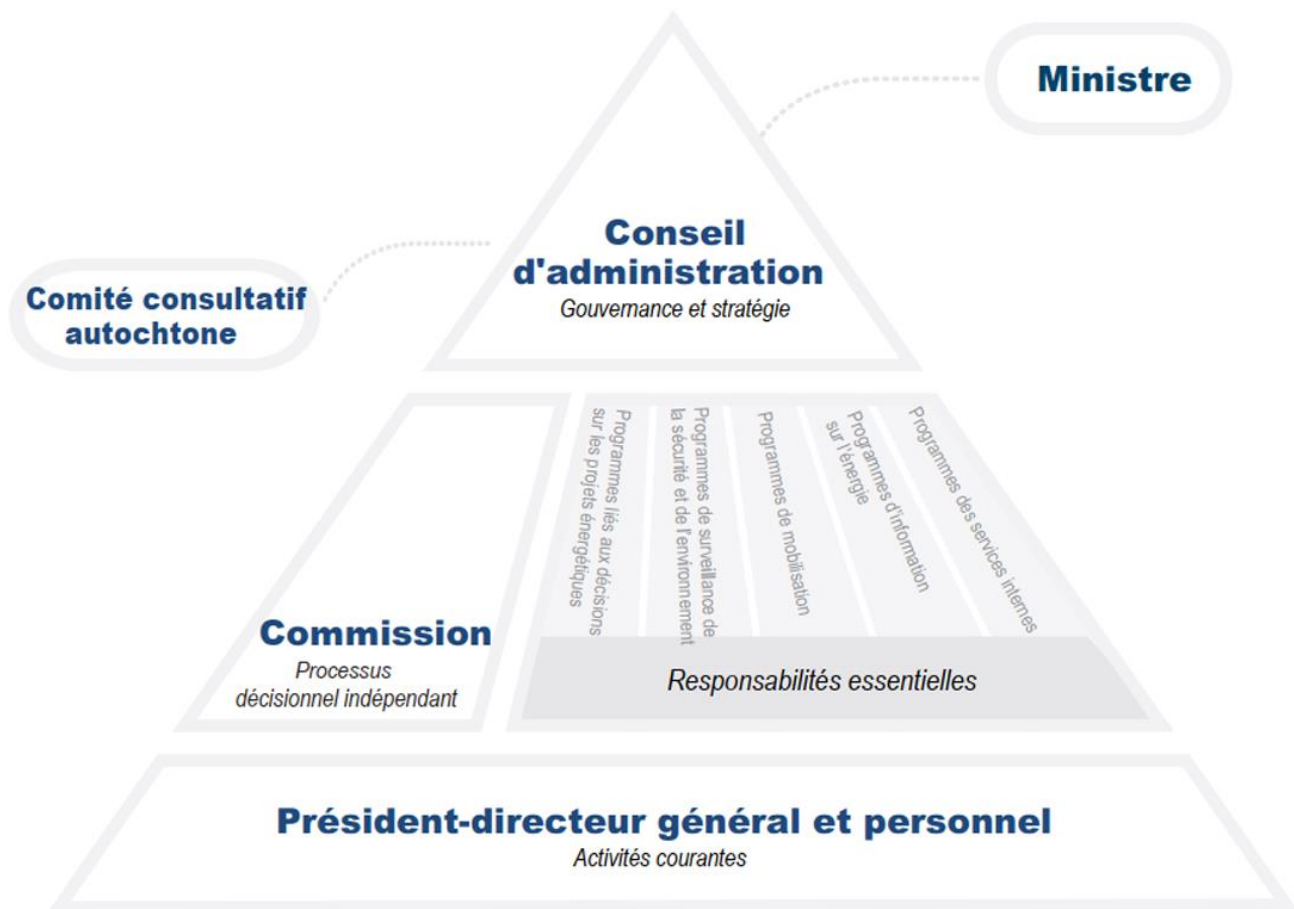 Ministre
Conseil
d'administration
Gouvernance et stratégie
Comité consultatif
autochtone
Commission
Processus
décisionnel indépendant
Programmes liés aux décisions
sur les projets énergétiques
Programmes de surveillance de
la sécurité et de l'environnement
Programmes de mobilisation
Programmes d'information
sur l'énergie
Programmes des services internes
Responsabilités essentielles
Président-directeur général et personnel
Activités courantes